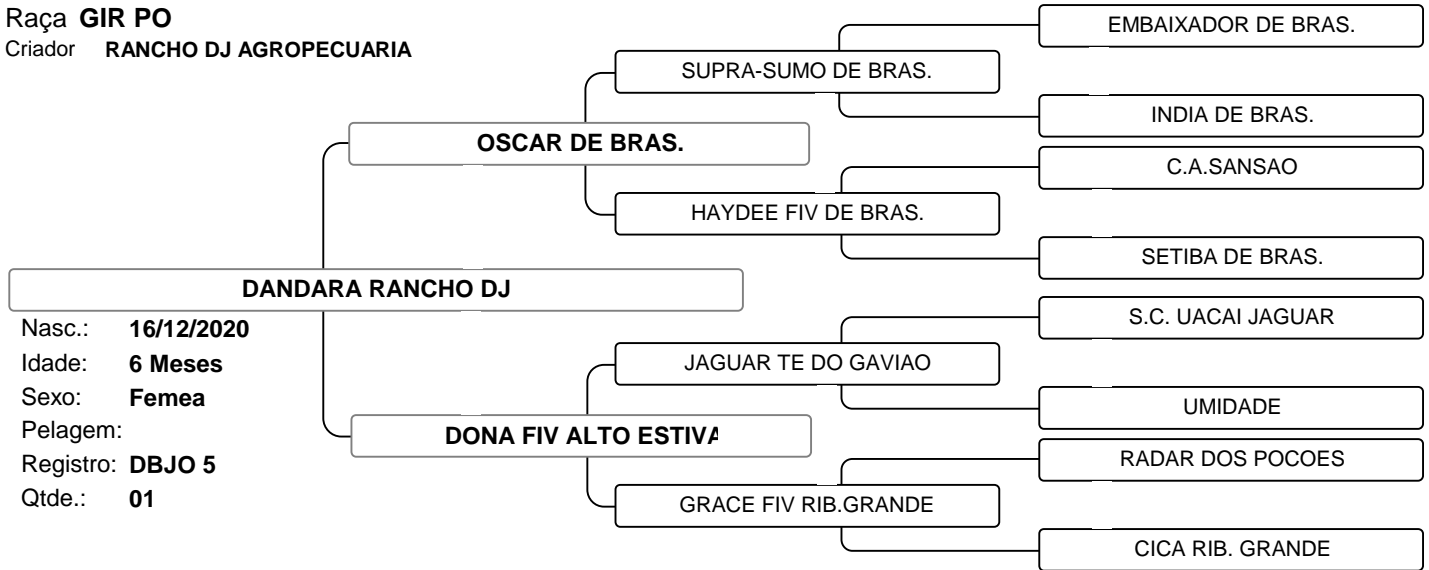 Raça GIR PO
Criador RANCHO DJ AGROPECUARIA
EMBAIXADOR DE BRAS.
SUPRA-SUMO DE BRAS.
INDIA DE BRAS.
OSCAR DE BRAS.
C.A.SANSAO
HAYDEE FIV DE BRAS.
SETIBA DE BRAS.
DANDARA RANCHO DJ
Nasc.: 16/12/2020
Idade: 6 Meses
Sexo: Femea
Pelagem:
Registro: DBJO 5
Qtde.: 01
S.C. UACAI JAGUAR
JAGUAR TE DO GAVIAO
UMIDADE
DONA FIV ALTO ESTIVA
RADAR DOS POCOES
GRACE FIV RIB.GRANDE
CICA RIB. GRANDE